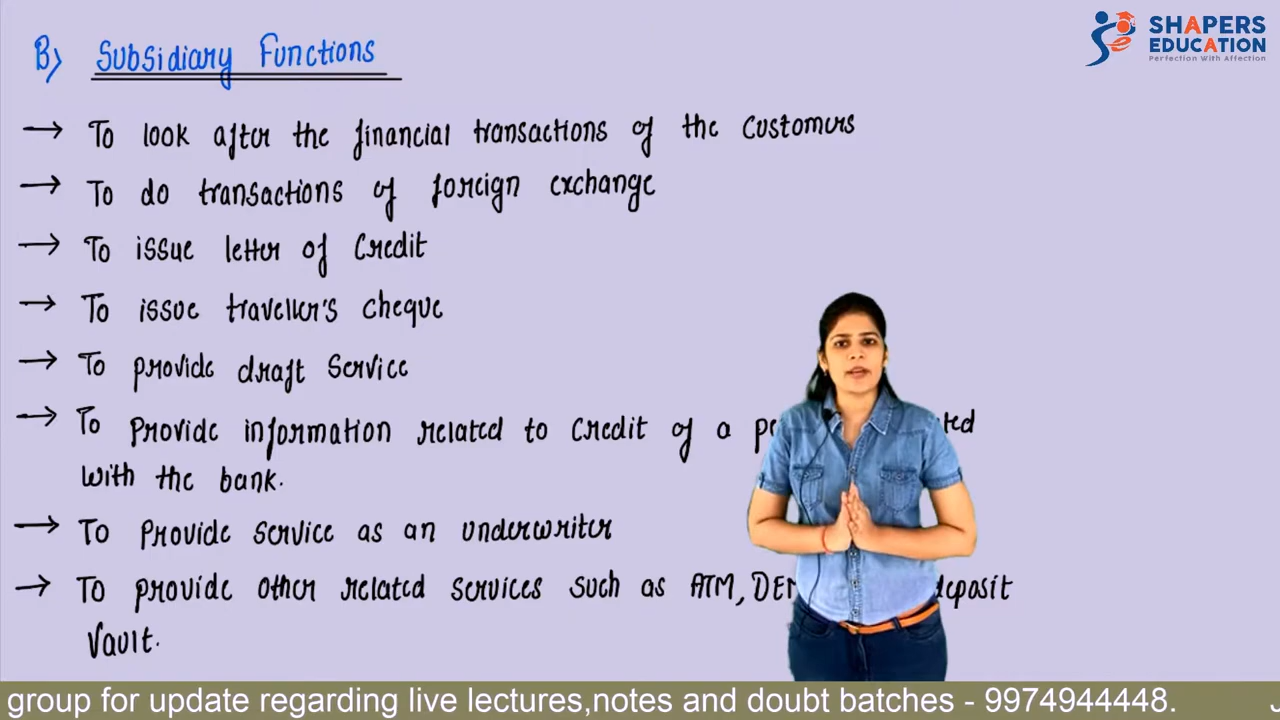 SHAPERS
EDUCATION
Perfection With Affection
B) Subsidiary Functions
→ To look after the financial transactions of the customers
→ To do transactions of foreign exchange
→ To issue letter of credit
→ To issue traveller's cheque
→ To provide draft service
→ To provide information related to credit of a
with the bank.
→ To provide service as an underwriter
→ To provide other related services such as ATM, deposit
Vault.
group for update regarding live lectures,notes and doubt batches - 9974944448.